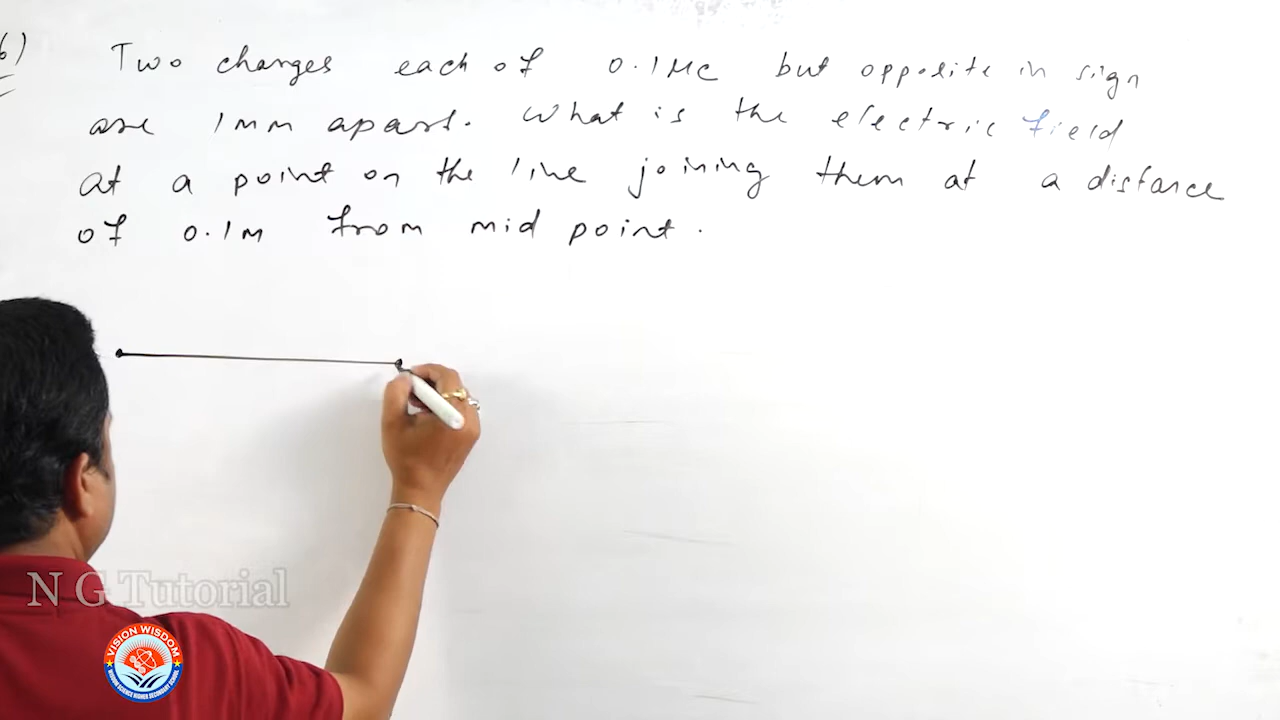 6)
Two charges each of 0.1μc but opposite in sign
are 1mm apart. What is the electric field
at a point on the line joining them at a distance
of 0.1m from mid point.
N G Tutorial
VISION WISDOM